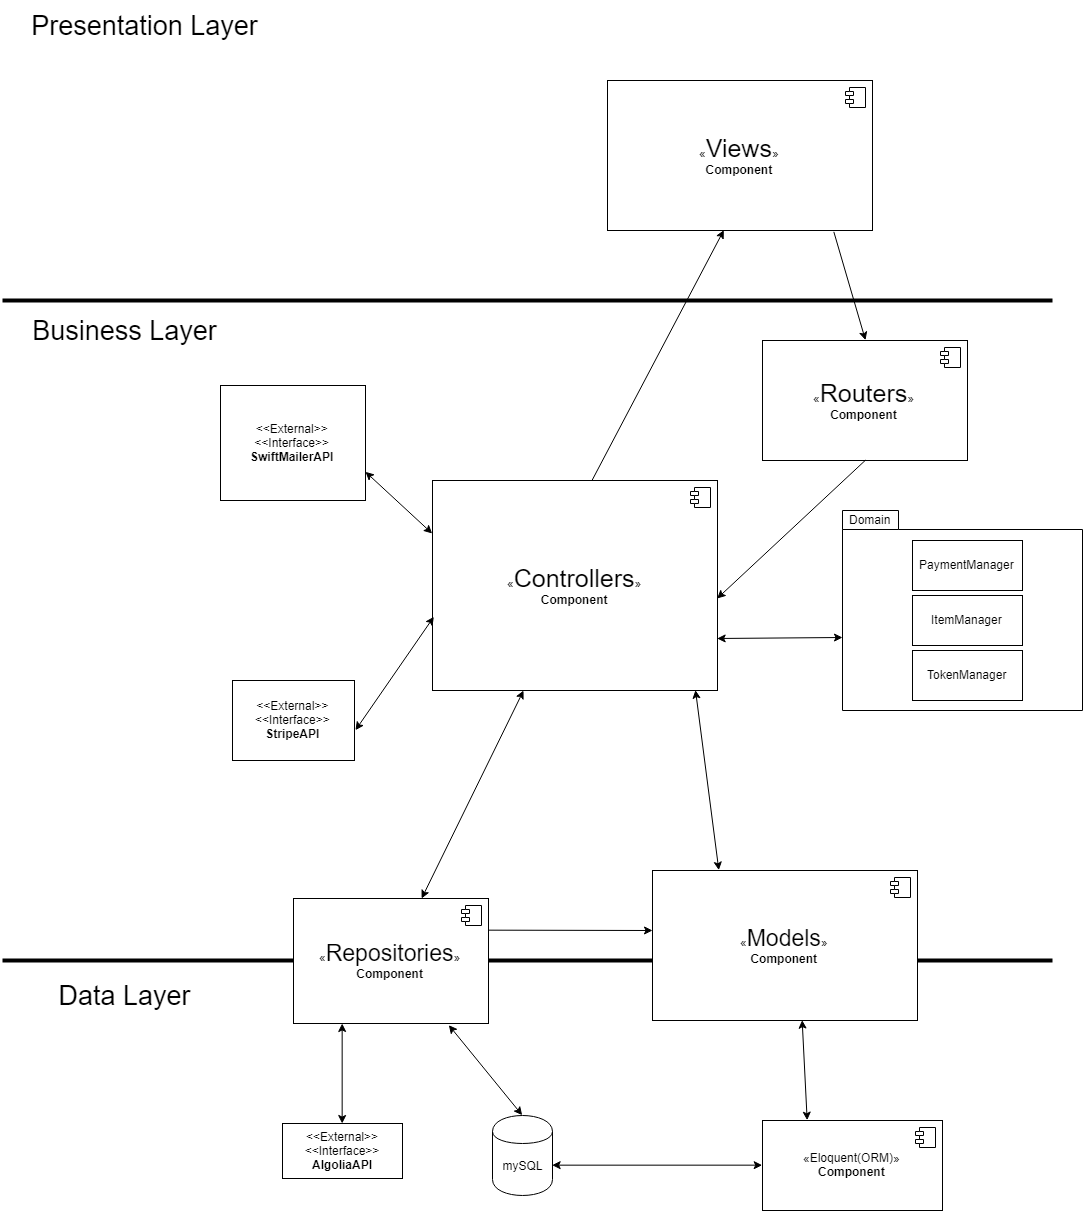 Presentation Layer
«Views»
Component
Business Layer
«Routers»
Component
<<External>>
<<Interface>>
SwiftMailerAPI
«Controllers»
Component
Domain
PaymentManager
ItemManager
TokenManager
<<External>>
<<Interface>>
StripeAPI
«Repositories»
Component
«Models»
Component
Data Layer
<<External>>
<<Interface>>
AlgoliaAPI
mySQL
«Eloquent(ORM)»
Component